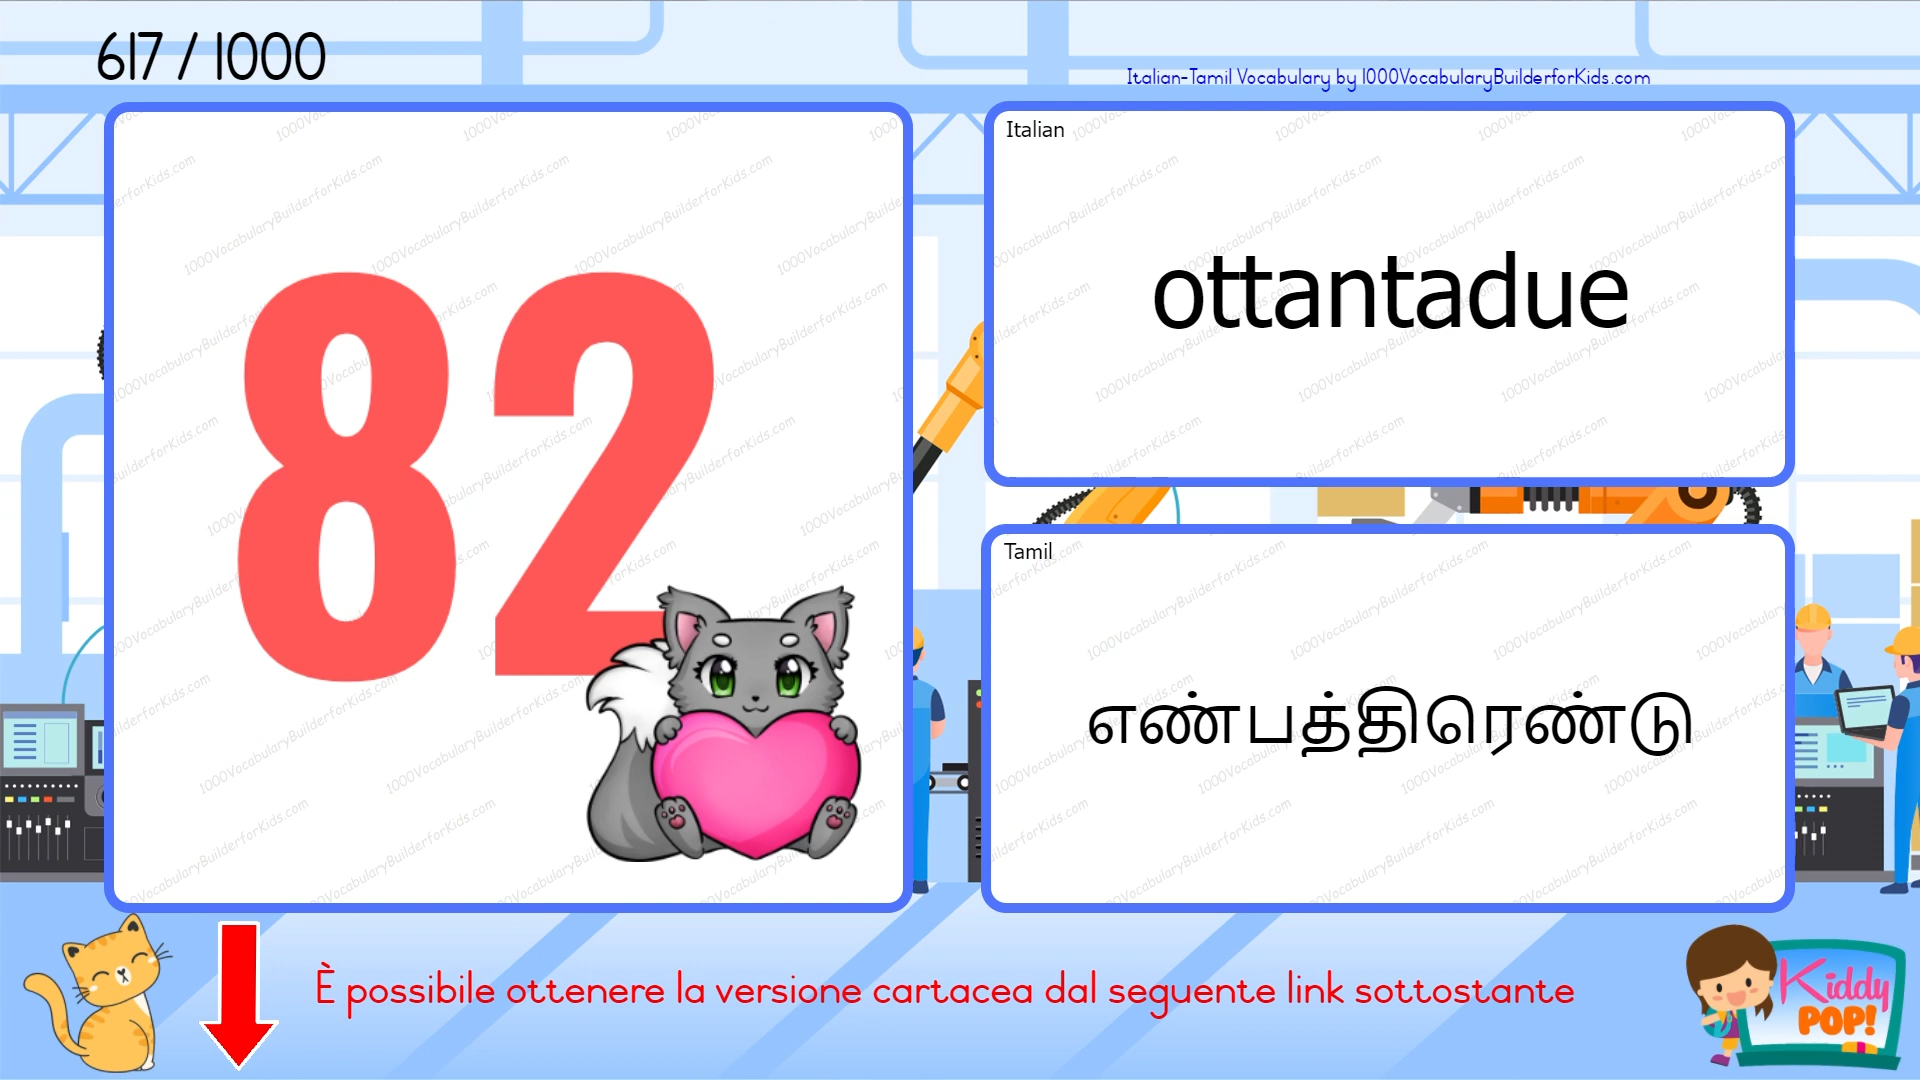 617 / 1000
Italian-Tamil Vocabulary by 1000VocabularyBuilderforKids.com
82
Italian
ottantadue
Tamil
எண்பத்திரெண்டு
È possibile ottenere la versione cartacea dal seguente link sottostante
Kiddy
POP!